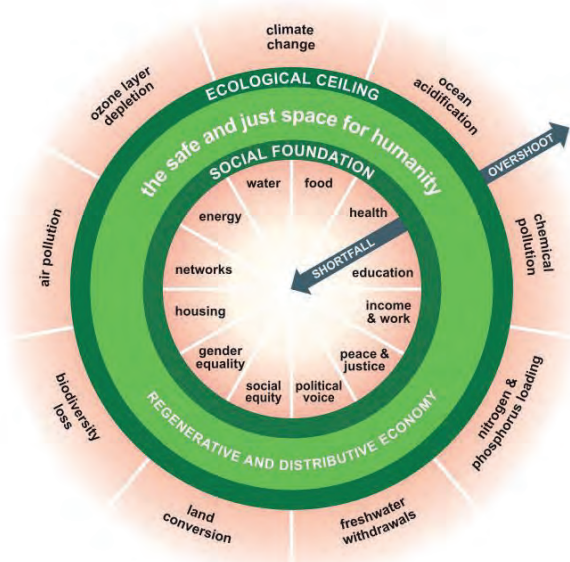 climate
change
ocean
acidification
chemical
pollution
nitrogen &
phosphorus loading
freshwater
withdrawals
land
conversion
biodiversity
loss
air pollution
ozone layer
depletion
ECOLOGICAL CEILING
the safe and just space for humanity
SOCIAL FOUNDATION
OVERSHOOT
SHORTFALL
water
food
health
education
income
& work
peace &
justice
political
voice
social
equity
gender
equality
housing
networks
energy
REGENERATIVE AND DISTRIBUTIVE ECONOMY